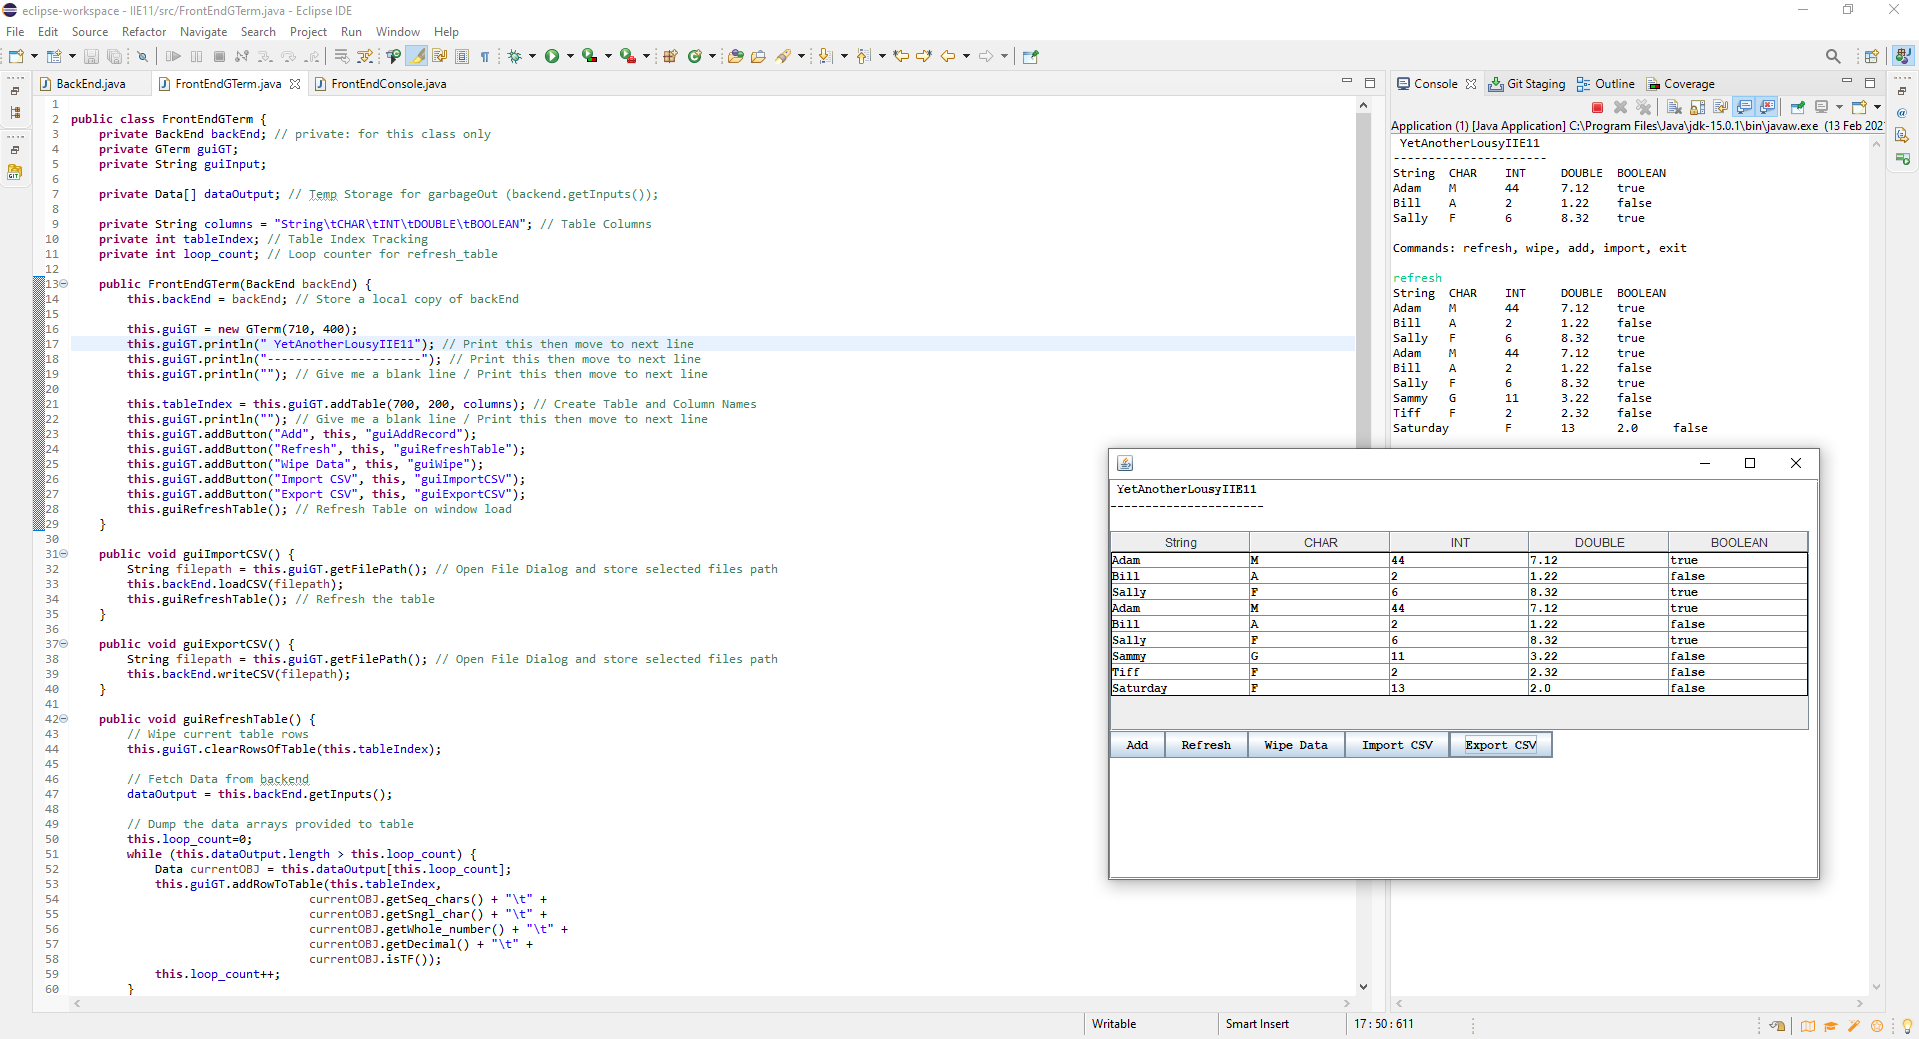 eclipse-workspace - IIE11/src/FrontEndGTerm.java - Eclipse IDE
File Edit Source Refactor Navigate Search Project Run Window Help
BackEnd.java FrontEndGTerm.java FrontEndConsole.java
1
2 public class FrontEndGTerm {
3 private BackEnd backEnd; // private: for this class only
4 private GTerm guiGT;
5 private String guiInput;
6
7 private Data[] dataOutput; // Temp Storage for garbageOut (backend.getInputs());
8
9 private String columns = "String\tCHAR\tINT\tDOUBLE\tBOOLEAN"; // Table Columns
10 private int tableIndex; // Table Index Tracking
11 private int loop_count; // Loop counter for refresh_table
12
13 public FrontEndGTerm(BackEnd backEnd) {
14 this.backEnd = backEnd; // Store a local copy of backEnd
15
16 this.guiGT = new GTerm(710, 400);
17 this.guiGT.println(" YetAnotherLousyIIE11"); // Print this then move to next line
18 this.guiGT.println("----------------------"); // Print this then move to next line
19 this.guiGT.println(""); // Give me a blank line / Print this then move to next line
20
21 this.tableIndex = this.guiGT.addTable(700, 200, columns); // Create Table and Column Names
22 this.guiGT.println(""); // Give me a blank line / Print this then move to next line
23 this.guiGT.addButton("Add", this, "guiAddRecord");
24 this.guiGT.addButton("Refresh", this, "guiRefreshTable");
25 this.guiGT.addButton("Wipe Data", this, "guiWipe");
26 this.guiGT.addButton("Import CSV", this, "guiImportCSV");
27 this.guiGT.addButton("Export CSV", this, "guiExportCSV");
28 this.guiRefreshTable(); // Refresh Table on window load
29 }
30
31 public void guiImportCSV() {
32 String filepath = this.guiGT.getFilePath(); // Open File Dialog and store selected files path
33 this.backEnd.loadCSV(filepath);
34 this.guiRefreshTable(); // Refresh the table
35 }
36
37 public void guiExportCSV() {
38 String filepath = this.guiGT.getFilePath(); // Open File Dialog and store selected files path
39 this.backEnd.writeCSV(filepath);
40 }
41
42 public void guiRefreshTable() {
43 // Wipe current table rows
44 this.guiGT.clearRowsOfTable(this.tableIndex);
45
46 // Fetch Data from backend
47 dataOutput = this.backEnd.getInputs();
48
49 // Dump the data arrays provided to table
50 this.loop_count=0;
51 while (this.dataOutput.length > this.loop_count) {
52 Data currentOBJ = this.dataOutput[this.loop_count];
53 this.guiGT.addRowToTable(this.tableIndex,
54 currentOBJ.getSeq_chars() + "\t" +
55 currentOBJ.getSngl_char() + "\t" +
56 currentOBJ.getWhole_number() + "\t" +
57 currentOBJ.getDecimal() + "\t" +
58 currentOBJ.isTF());
59 this.loop_count++;
60 }
Console Git Staging Outline Coverage
Application (1) [Java Application] C:\Program Files\Java\jdk-15.0.1\bin\javaw.exe (13 Feb 202
YetAnotherLousyIIE11
----------------------
String CHAR INT DOUBLE BOOLEAN
Adam M 44 7.12 true
Bill A 2 1.22 false
Sally F 6 8.32 true
Commands: refresh, wipe, add, import, exit
refresh
String CHAR INT DOUBLE BOOLEAN
Adam M 44 7.12 true
Bill A 2 1.22 false
Sally F 6 8.32 true
Adam M 44 7.12 true
Bill A 2 1.22 false
Sally F 6 8.32 true
Sammy G 11 3.22 false
Tiff F 2 2.32 false
Saturday F 13 2.0 false
YetAnotherLousyIIE11
----------------------
String CHAR INT DOUBLE BOOLEAN
Adam M 44 7.12 true
Bill A 2 1.22 false
Sally F 6 8.32 true
Adam M 44 7.12 true
Bill A 2 1.22 false
Sally F 6 8.32 true
Sammy G 11 3.22 false
Tiff F 2 2.32 false
Saturday F 13 2.0 false
Add Refresh Wipe Data Import CSV Export CSV
Writable Smart Insert 17 : 50 : 611